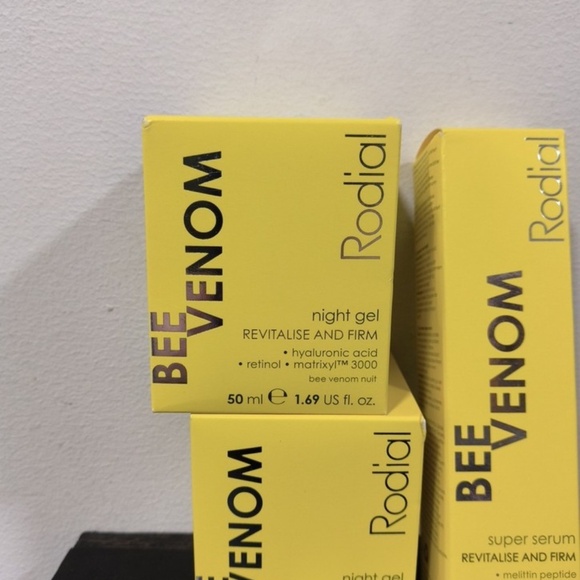 BEE
VENOM
Rodial
night gel
REVITALISE AND FIRM
• hyaluronic acid
• retinol • matrixyl™ 3000
bee venom nuit
50 ml ℮ 1.69 US fl. oz.
BEE
VENOM
Rodial
night gel
BEE
VENOM
Rodial
super serum
REVITALISE AND FIRM
• melittin peptide